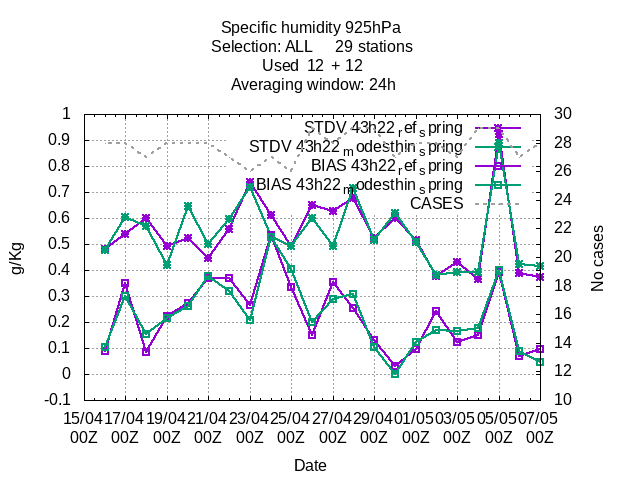 Specific humidity 925hPa
Selection: ALL 29 stations
Used 12 + 12
Averaging window: 24h
STDV 43h22refspring
STDV 43h22modesthinspring
BIAS 43h22refspring
BIAS 43h22modesthinspring
CASES
1
0.9
0.8
0.7
0.6
0.5
0.4
0.3
0.2
0.1
0
-0.1
g/Kg
30
28
26
24
22
20
18
16
14
12
10
No cases
15/04 17/04 19/04 21/04 23/04 25/04 27/04 29/04 01/05 03/05 05/05 07/05
00Z 00Z 00Z 00Z 00Z 00Z 00Z 00Z 00Z 00Z 00Z 00Z
Date